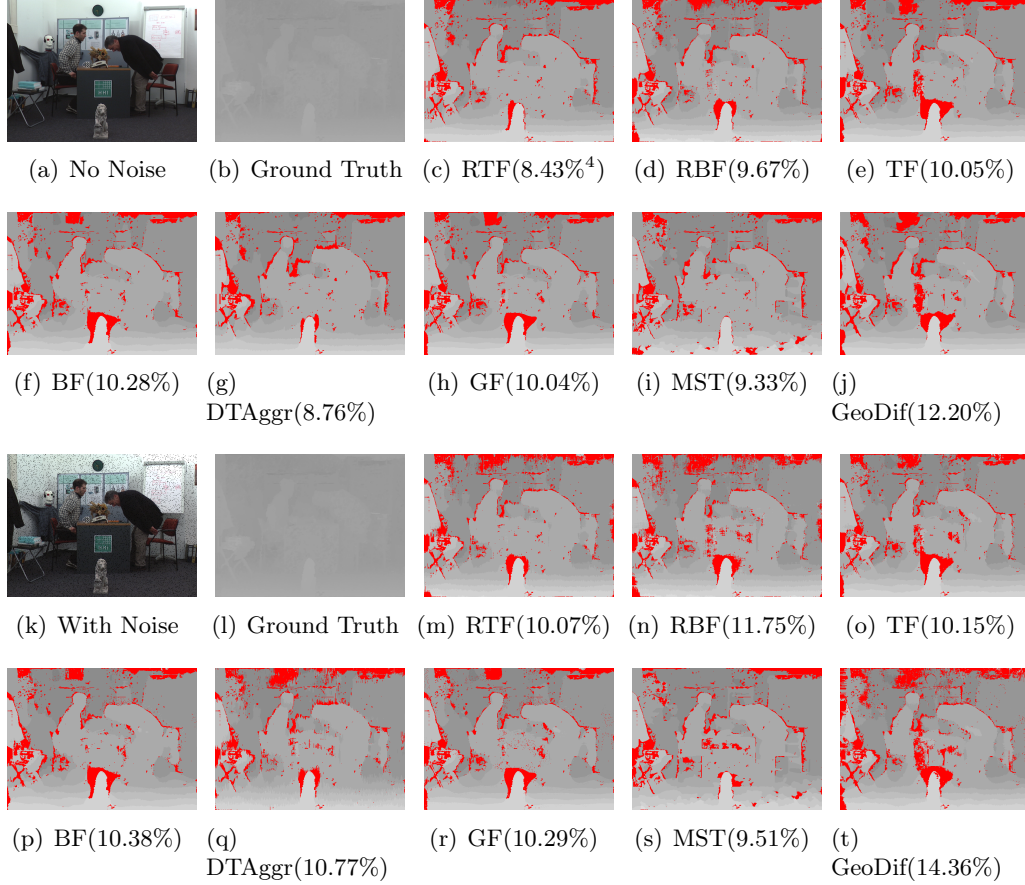 (a) No Noise
(b) Ground Truth
(c) RTF(8.43%⁴)
(d) RBF(9.67%)
(e) TF(10.05%)
(f) BF(10.28%)
(g) DTAggr(8.76%)
(h) GF(10.04%)
(i) MST(9.33%)
(j) GeoDif(12.20%)
(k) With Noise
(l) Ground Truth
(m) RTF(10.07%)
(n) RBF(11.75%)
(o) TF(10.15%)
(p) BF(10.38%)
(q) DTAggr(10.77%)
(r) GF(10.29%)
(s) MST(9.51%)
(t) GeoDif(14.36%)